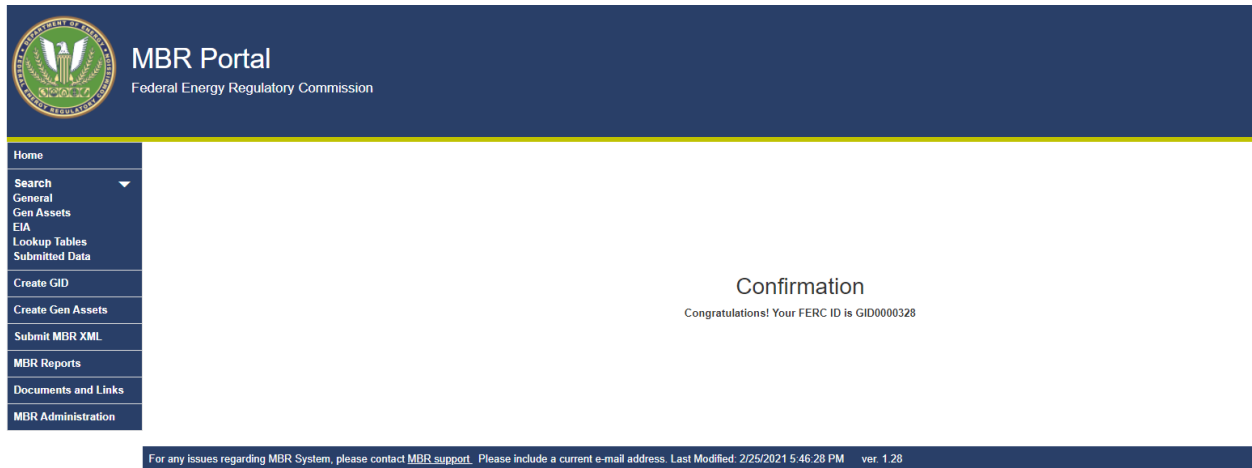 MBR Portal
Federal Energy Regulatory Commission
Home
Search
General
Gen Assets
EIA
Lookup Tables
Submitted Data
Create GID
Create Gen Assets
Submit MBR XML
MBR Reports
Documents and Links
MBR Administration
Confirmation
Congratulations! Your FERC ID is GID0000328
For any issues regarding MBR System, please contact MBR support Please include a current e-mail address. Last Modified: 2/25/2021 5:46:28 PM ver. 1.28